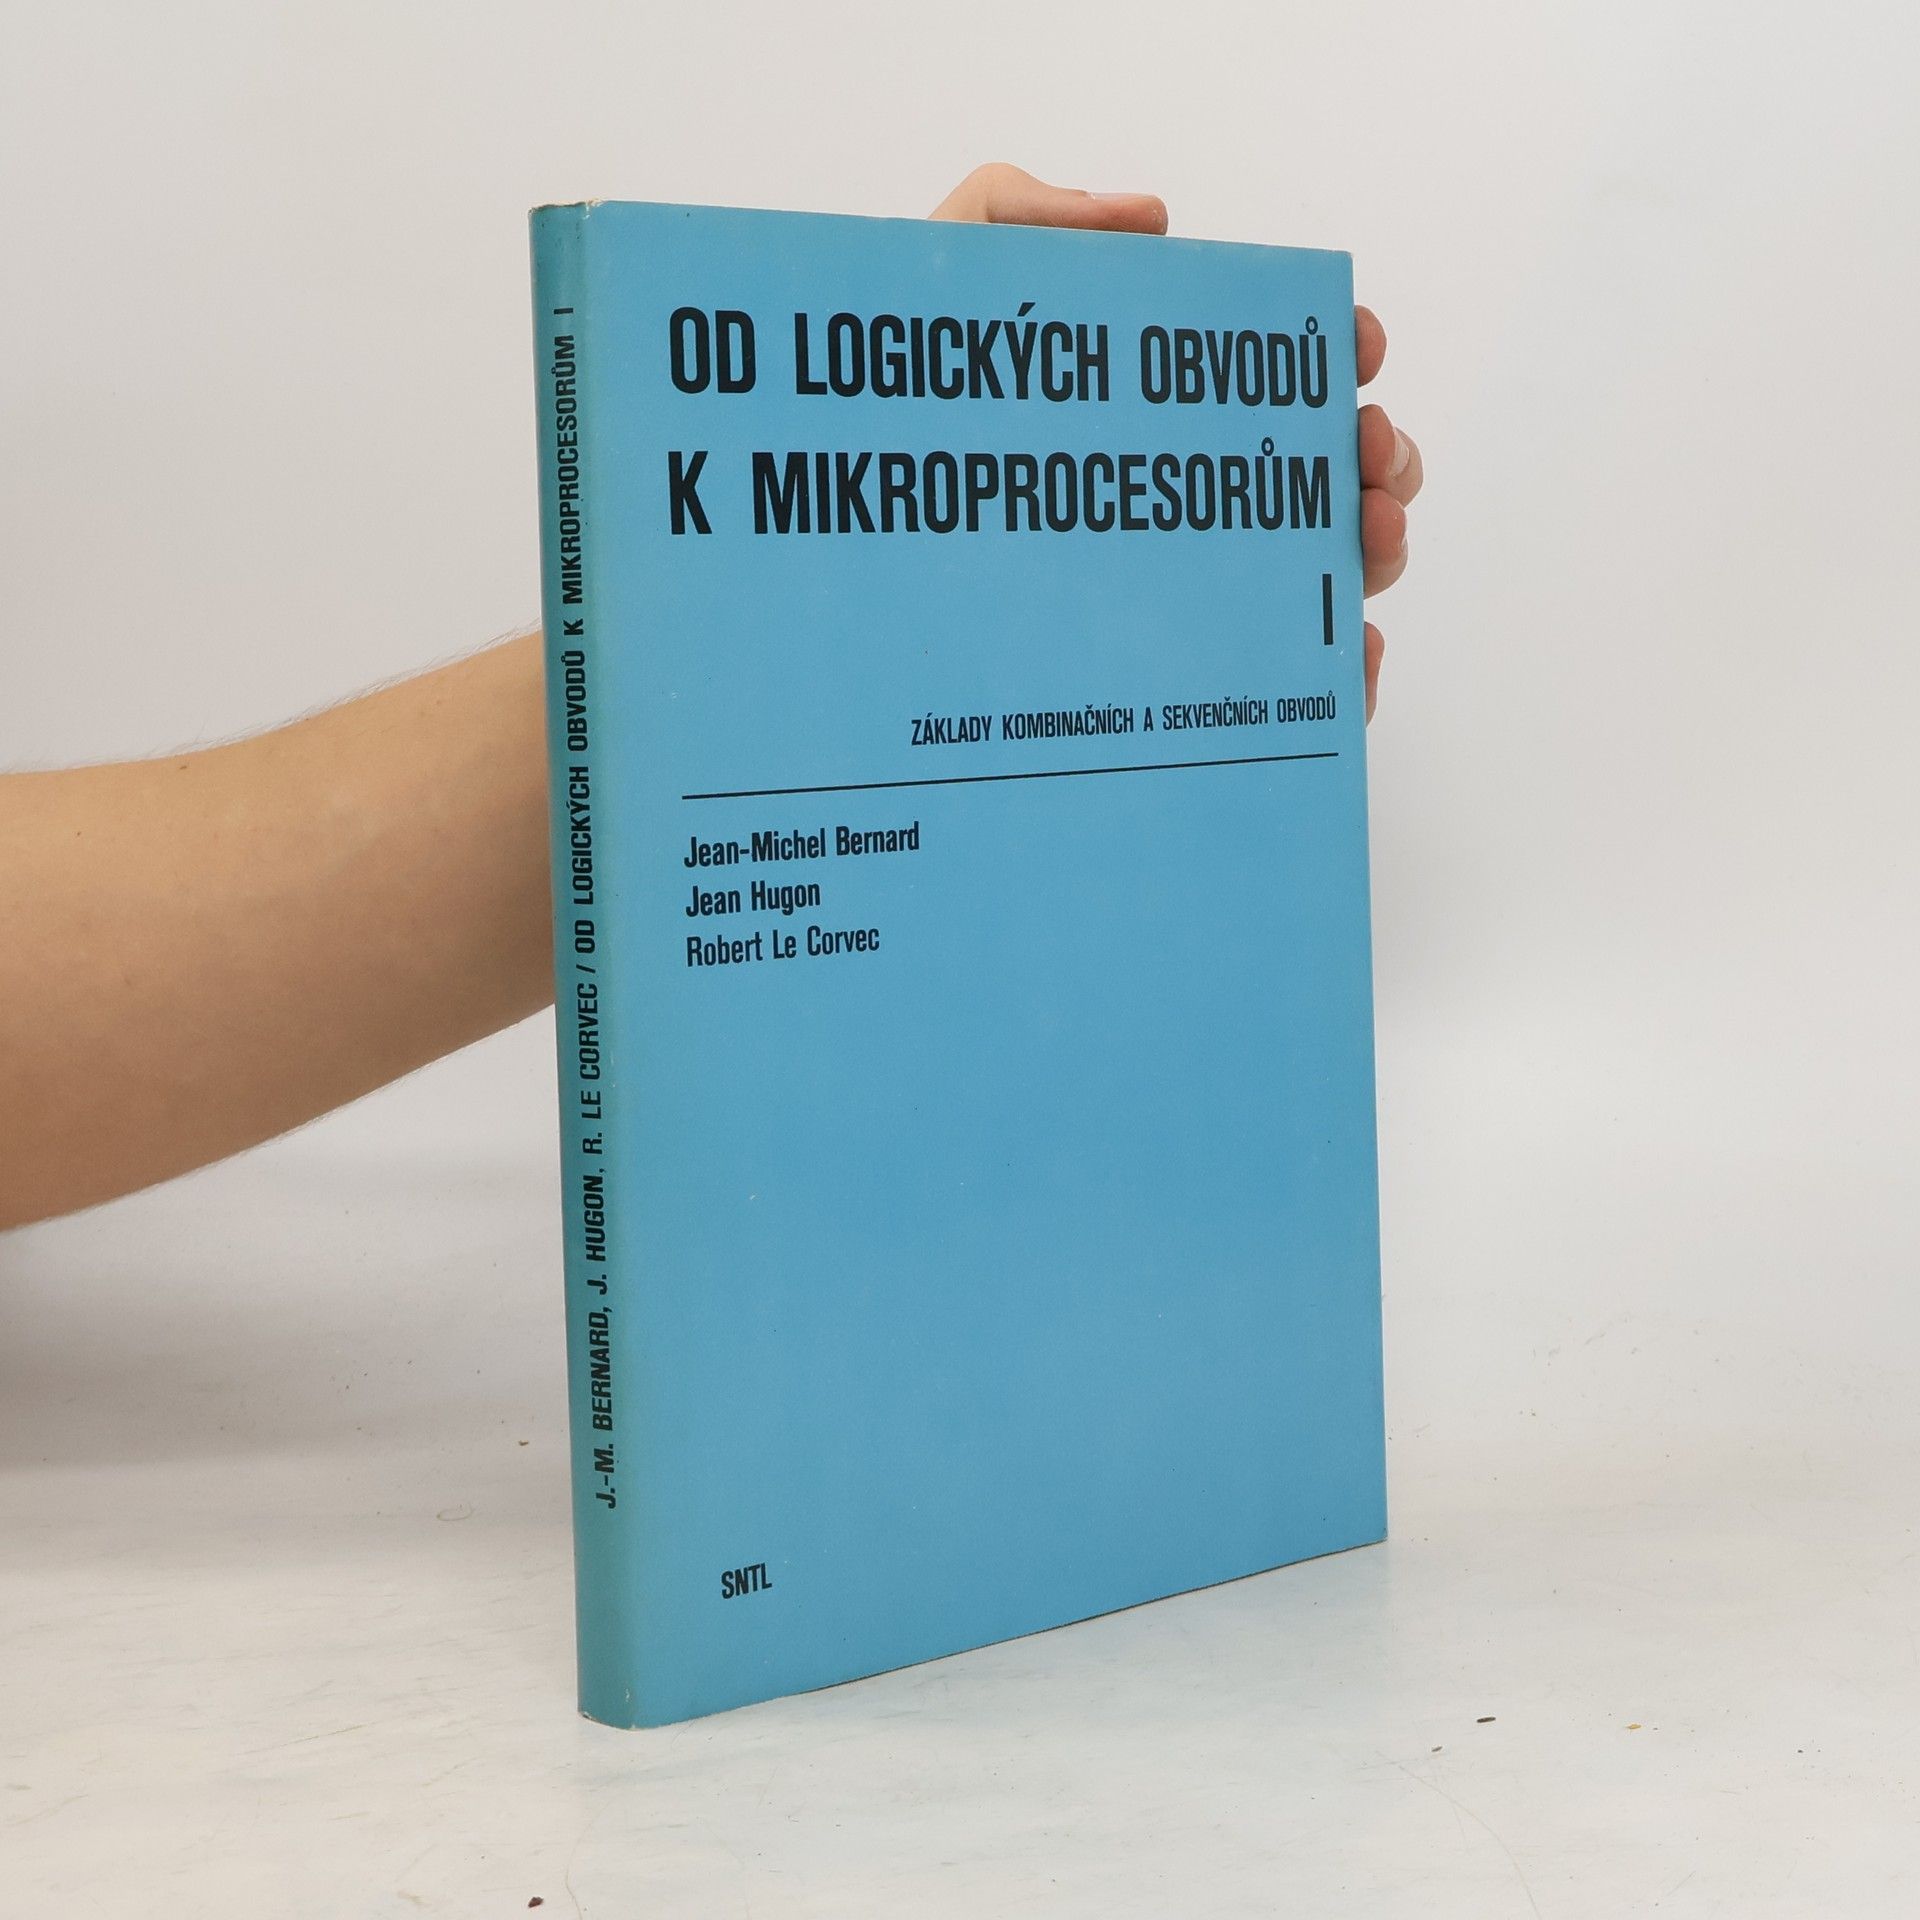 J.-M. BERNARD, J. HUGON, R. LE CORVEC / OD LOGICKÝCH OBVODŮ K MIKROPROCESORŮM I
OD LOGICKÝCH OBVODŮ
K MIKROPROCESORŮM
I
ZÁKLADY KOMBINAČNÍCH A SEKVENČNÍCH OBVODŮ
Jean-Michel Bernard
Jean Hugon
Robert Le Corvec
SNTL